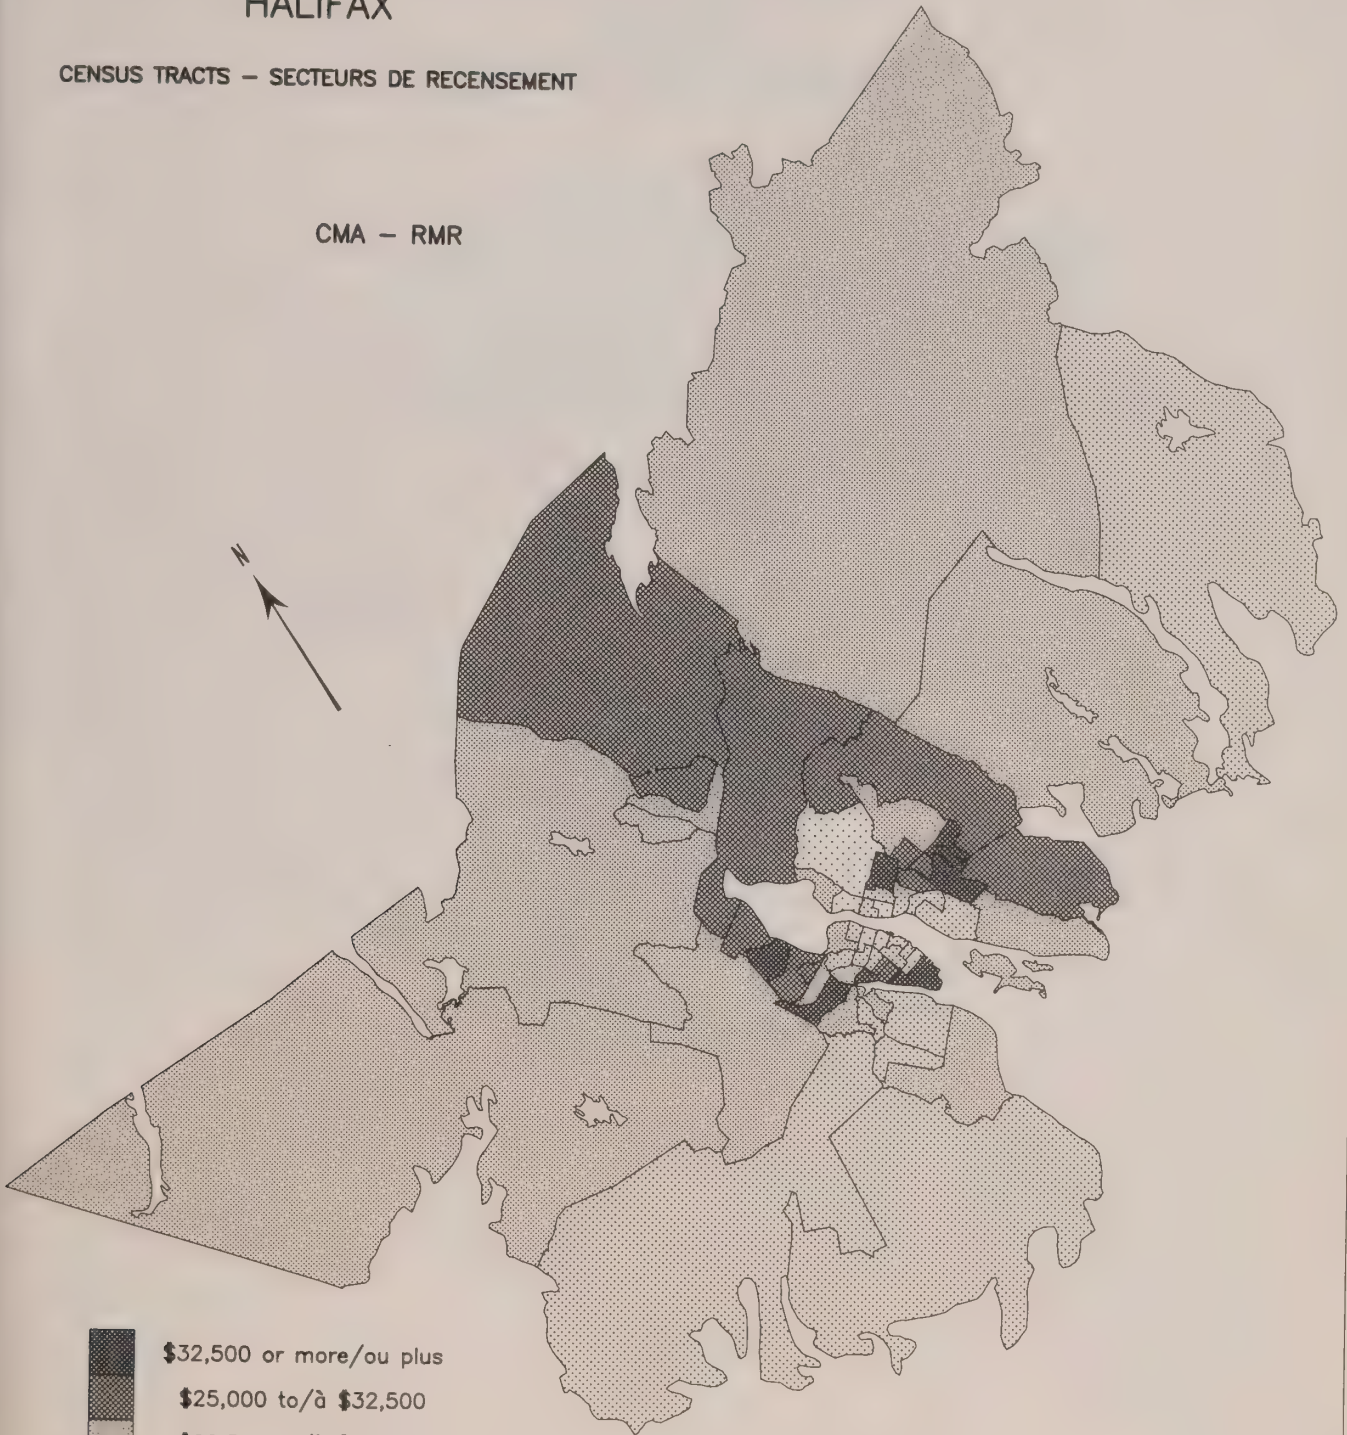 HALIFAX
CENSUS TRACTS – SECTEURS DE RECENSEMENT
CMA – RMR
N
$32,500 or more/ou plus
$25,000 to/à $32,500